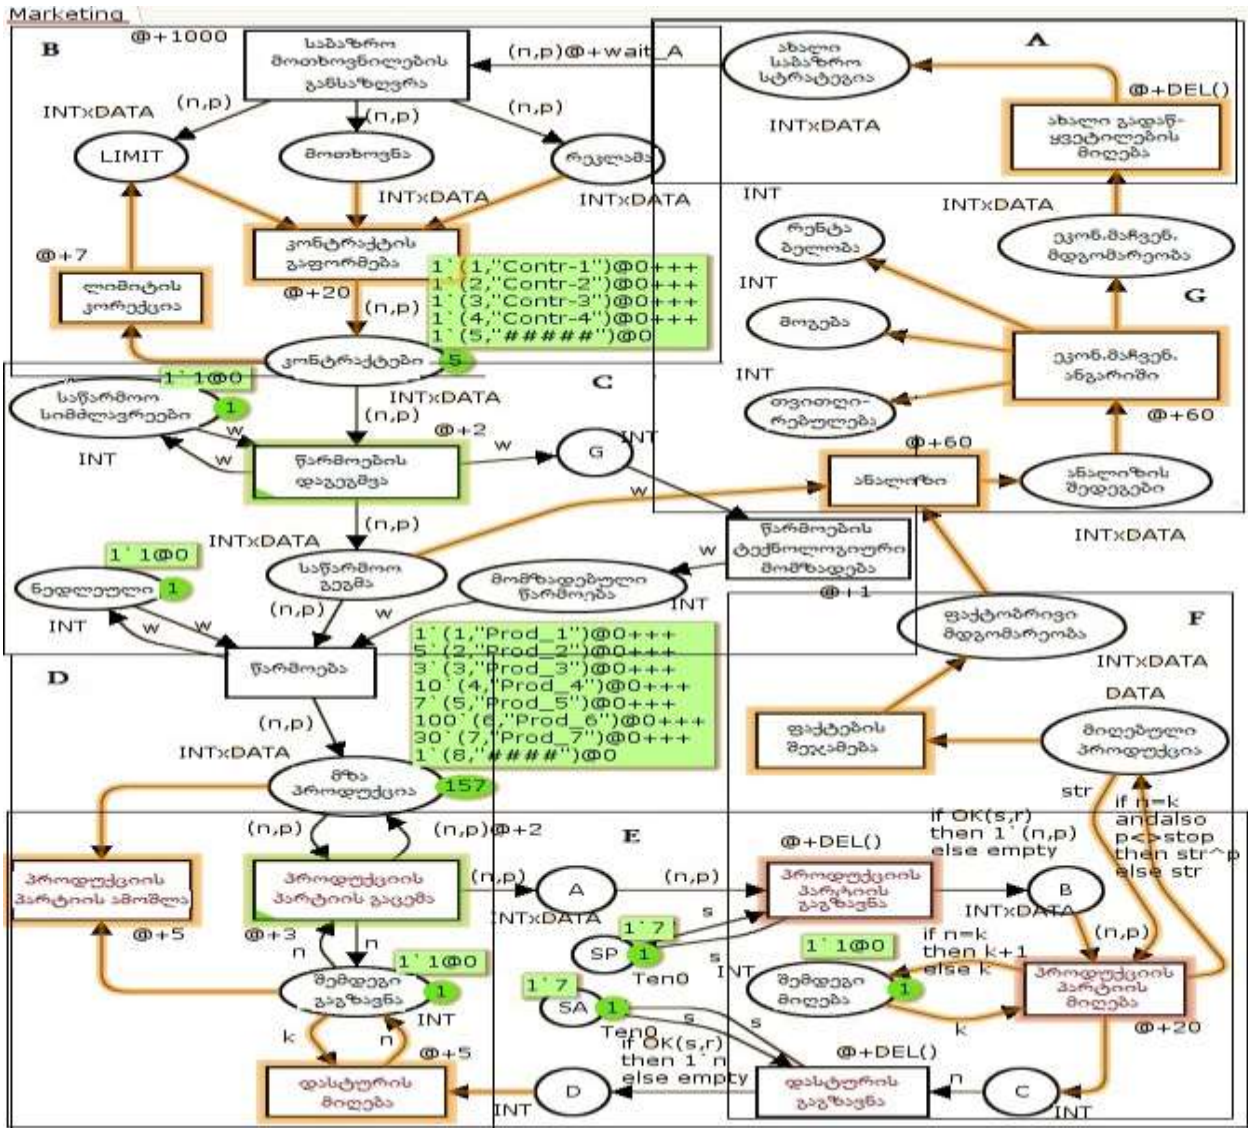 Marketing
B
@+1000
საბაზრო
მოთხოვნილების
განსაზღვრა
(n,p)@+wait_A
ახალი
საბაზრო
სტრატეგია
A
@+DEL()
INTxDATA
ახალი გადაწ-
ყვეტილების
მიღება
INTxDATA
(n,p)
(n,p)
(n,p)
LIMIT
მოთხოვნა
რეკლამა
INTxDATA
INTxDATA
INT
INTxDATA
@+7
ლიმიტის
კორექცია
კონტრაქტის
გაფორმება
@+20
(n,p)
1`(1,"Contr-1")@0+++
1`(2,"Contr-2")@0+++
1`(3,"Contr-3")@0+++
1`(4,"Contr-4")@0+++
1`(5,"#####")@0
რენტა
ბელობა
ეკონ.მაჩვენ.
მდგომარეობა
G
INT
მოგება
კონტრაქტები
5
INTxDATA
ეკონ.მაჩვენ.
ანგარიში
@+60
INT
თვითღი-
რებულება
1`1@0
C
საწარმოო
სიმძლავრეები
1
INT
(n,p)
@+2
w
w
წარმოების
დაგეგმვა
w
G
INT
@+60
ანალიზი
ანალიზის
შედეგები
INTxDATA
w
(n,p)
INTxDATA
საწარმოო
გეგმა
წარმოების
ტექნოლოგიური
მომზადება
@+1
w
1`1@0
ნედლეული
1
INT
მომზადებული
წარმოება
INT
(n,p)
w
w
w
წარმოება
D
1`(1,"Prod_1")@0+++
5`(2,"Prod_2")@0+++
3`(3,"Prod_3")@0+++
10`(4,"Prod_4")@0+++
7`(5,"Prod_5")@0+++
100`(6,"Prod_6")@0+++
30`(7,"Prod_7")@0+++
1`(8,"####")@0
ფაქტობრივი
მდგომარეობა
F
INTxDATA
DATA
(n,p)
INTxDATA
ფაქტების
შეჯამება
მიღებული
პროდუქცია
მზა
პროდუქცია
157
str
if n=k
andalso
p<>stop
then str^p
else str
(n,p)
(n,p)@+2
E
@+DEL()
if OK(s,r)
then 1`(n,p)
else empty
პროდუქციის
პარტიის ამოშლა
@+5
პროდუქციის
პარტიის გაცემა
@+3
(n,p)
A
INTxDATA
(n,p)
პროდუქციის
პარტიის
გაგზავნა
B
INTxDATA
(n,p)
n
n
1`7
s
s
SP
1
Ten0
1`1@0
შემდეგი
გაგზავნა
1
INT
1`7
SA
1
Ten0
s
s
INT
1`1@0
შემდეგი
მიღება
1
if n=k
then k+1
else k
k
პროდუქციის
პარტიის
მიღება
@+20
k
n
@+5
დასტურის
მიღება
INT
D
if OK(s,r)
then 1`n
else empty
@+DEL()
დასტურის
გაგზავნა
n
C
INT